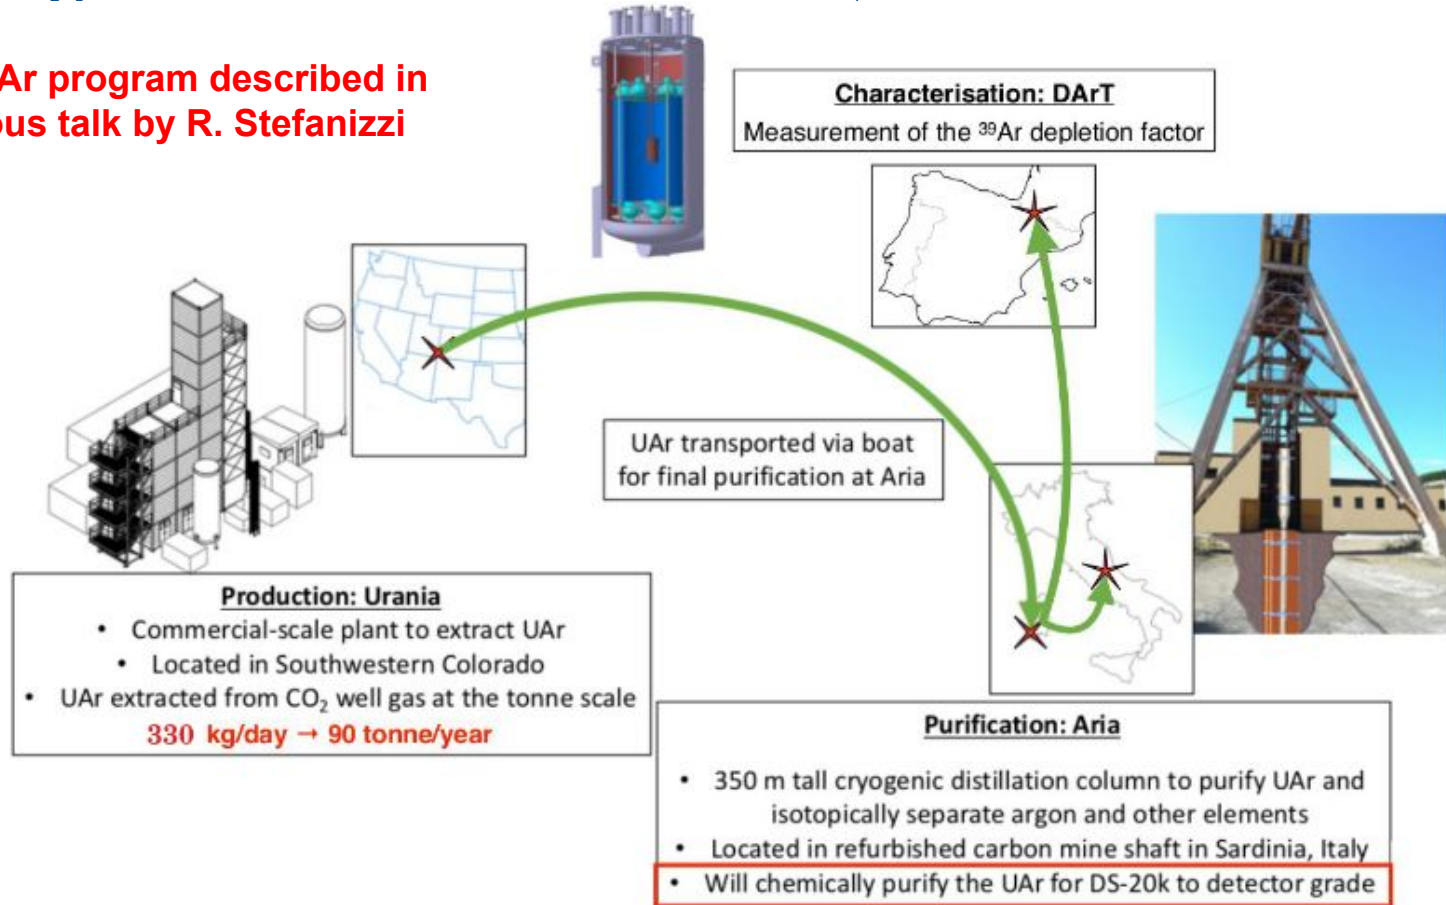 Ar program described in
ous talk by R. Stefanizzi
Characterisation: DArT
Measurement of the ³⁹Ar depletion factor
UAr transported via boat
for final purification at Aria
Production: Urania
• Commercial-scale plant to extract UAr
• Located in Southwestern Colorado
• UAr extracted from CO₂ well gas at the tonne scale
330 kg/day → 90 tonne/year
Purification: Aria
• 350 m tall cryogenic distillation column to purify UAr and
isotopically separate argon and other elements
• Located in refurbished carbon mine shaft in Sardinia, Italy
• Will chemically purify the UAr for DS-20k to detector grade